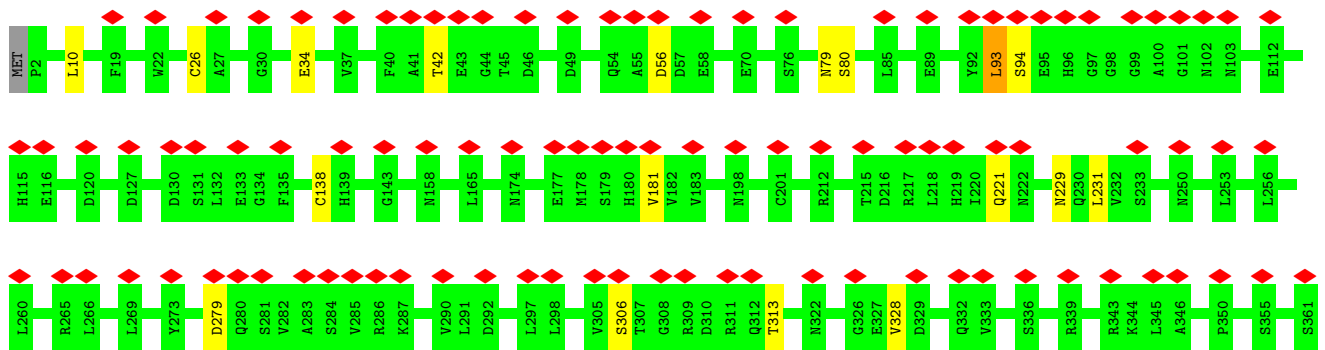 MET P2 L10 F19 W22 C26 A27 G30 E34 V37 F40 A41 T42 E43 G44 T45 D46 D49 Q54 A55 D56 D57 E58 E70 S76 N79 S80 L85 E89 Y92 L93 S94 E95 H96 G97 G98 G99 A100 G101 N102 N103 E112
H115 E116 D120 D127 D130 S131 L132 E133 G134 F135 C138 H139 G143 N158 L165 N174 E177 M178 S179 H180 V181 V182 V183 N198 C201 R212 T215 D216 R217 L218 H219 I220 Q221 N222 N229 Q230 L231 V232 S233 N250 L253 L256
L260 R265 L266 L269 Y273 D279 Q280 S281 V282 A283 S284 V285 R286 K287 V290 L291 D292 L297 L298 V305 S306 T307 G308 R309 D310 R311 Q312 T313 N322 G326 E327 V328 D329 Q332 V333 S336 R339 R343 K344 L345 A346 P350 S355 S361